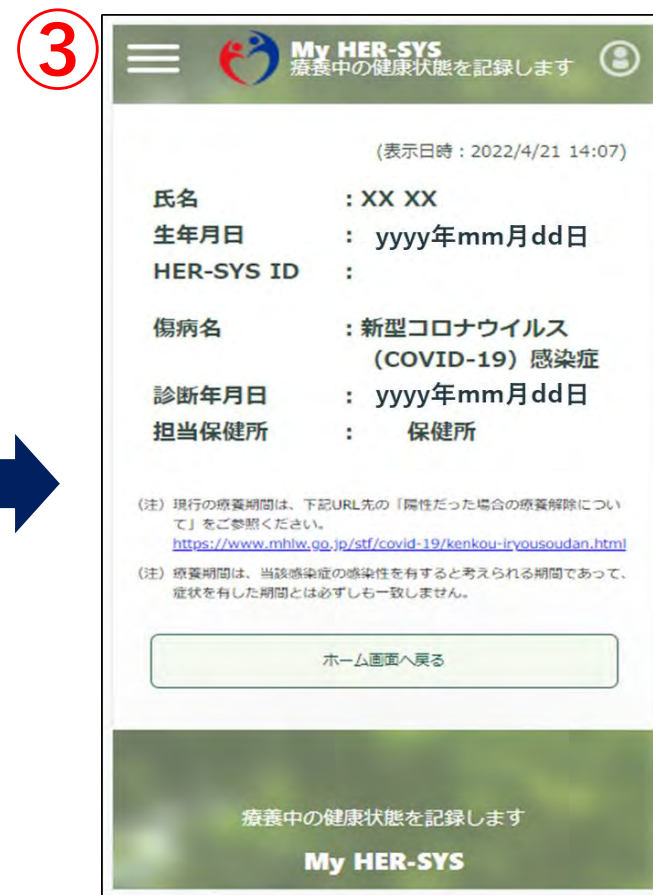 ③
My HER-SYS
療養中の健康状態を記録します
(表示日時：2022/4/21 14:07)
氏名 ：XX XX
生年月日 ： yyyy年mm月dd日
HER-SYS ID ：
傷病名 ：新型コロナウイルス
(COVID-19）感染症
診断年月日 ： yyyy年mm月dd日
担当保健所 ： 保健所
（注）現行の療養期間は、下記URL先の「陽性だった場合の療養解除につい
て」をご参照ください。
https://www.mhlw.go.jp/stf/covid-19/kenkou-iryousoudan.html
（注）療養期間は、当該感染症の感染性を有すると考えられる期間であって、
症状を有した期間とは必ずしも一致しません。
ホーム画面へ戻る
療養中の健康状態を記録します
My HER-SYS